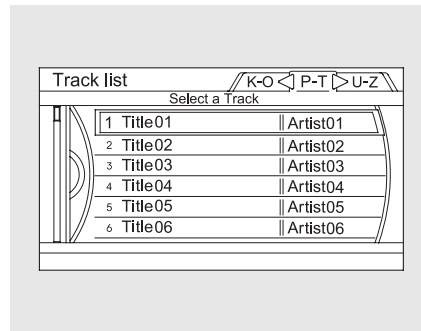 Track list K-O P-T U-Z
Select a Track
1 Title01 Artist01
2 Title02 Artist02
3 Title03 Artist03
4 Title04 Artist04
5 Title05 Artist05
6 Title06 Artist06